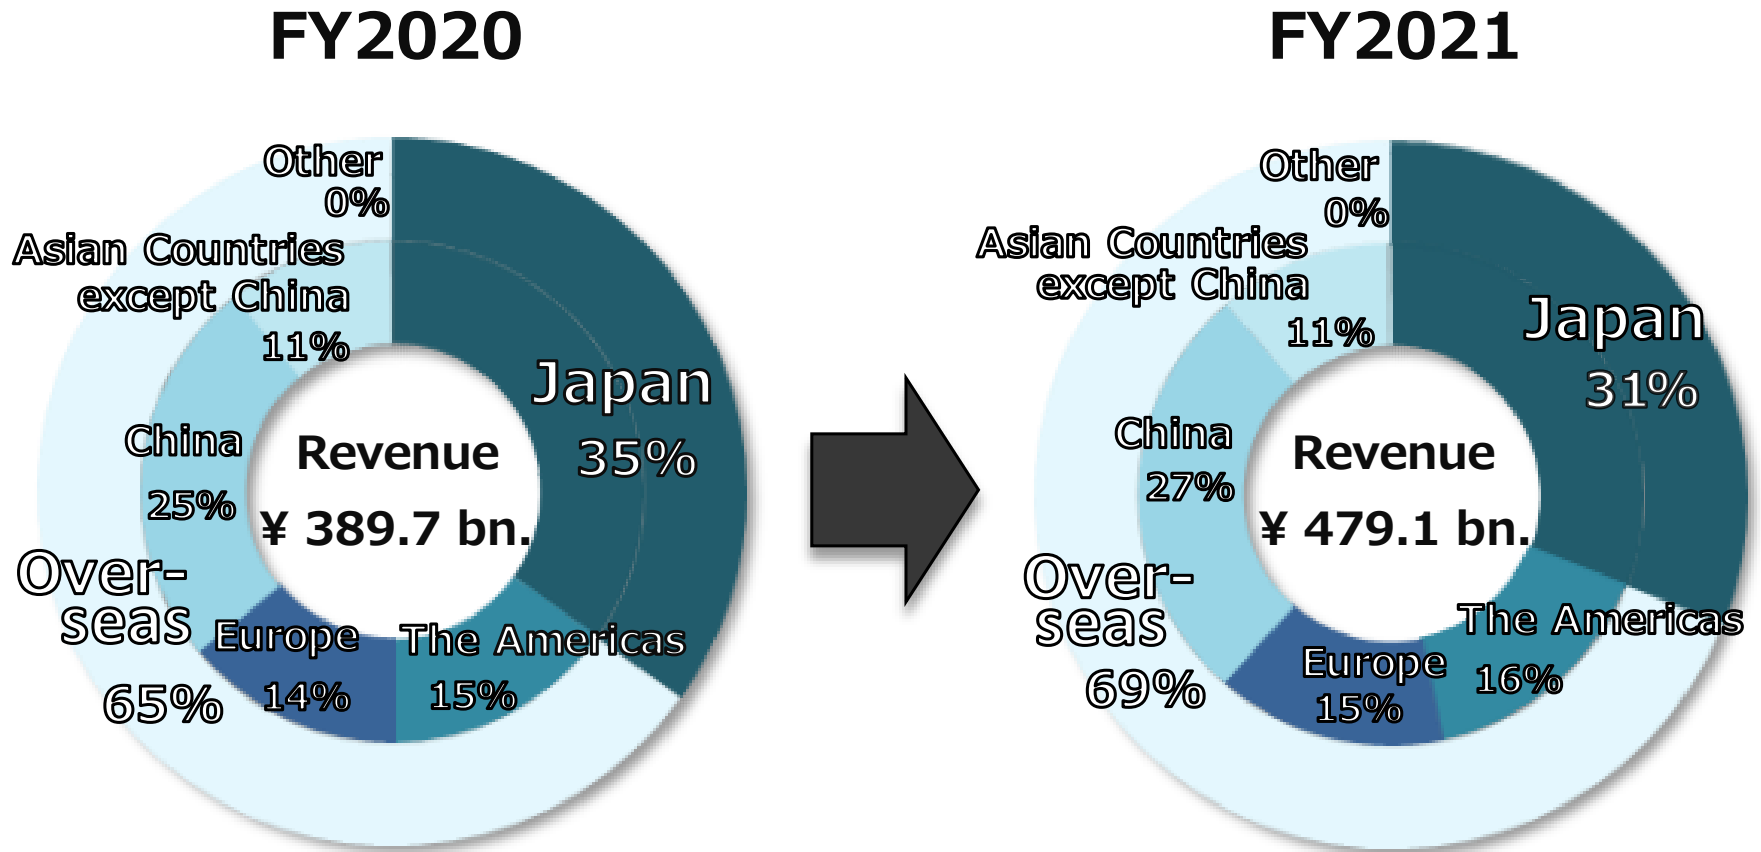 FY2020
Other
0%
Asian Countries
except China
11%
Japan
35%
China
25%
Revenue
¥ 389.7 bn.
Over-
seas
65%
Europe
14%
The Americas
15%
FY2021
Other
0%
Asian Countries
except China
11%
Japan
31%
China
27%
Revenue
¥ 479.1 bn.
Over-
seas
69%
Europe
15%
The Americas
16%